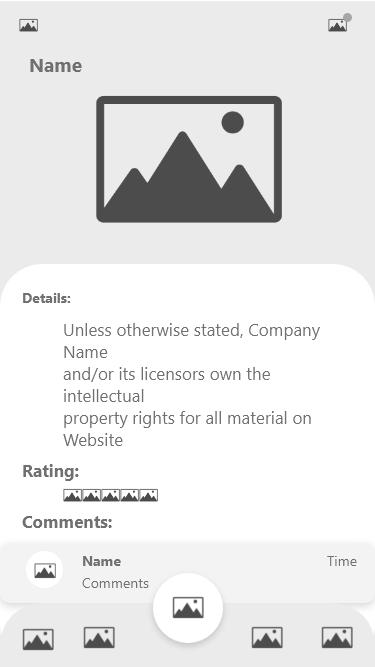 Name
Details:
Unless otherwise stated, Company
Name
and/or its licensors own the
intellectual
property rights for all material on
Website
Rating:
Comments:
Name
Time
Comments